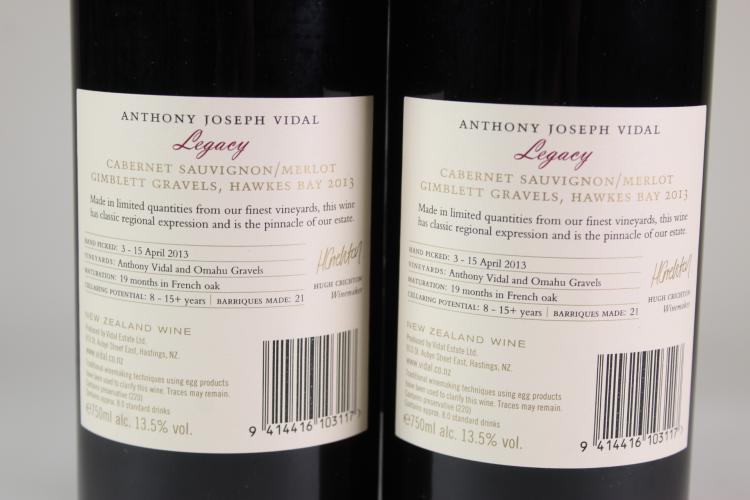 ANTHONY JOSEPH VIDAL
Legacy
CABERNET SAUVIGNON/MERLOT
GIMBLETT GRAVELS, HAWKES BAY 2013
Made in limited quantities from our finest vineyards, this wine
has classic regional expression and is the pinnacle of our estate.
HAND PICKED: 3 - 15 April 2013
VINEYARDS: Anthony Vidal and Omahu Gravels
MATURATION: 19 months in French oak
CELLARING POTENTIAL: 8 - 15+ years | BARRIQUES MADE: 21
HUGH CRICHTON
Winemaker
NEW ZEALAND WINE
Produced by Vidal Estate Ltd.
913 St. Aubyn Street East, Hastings, NZ.
www.vidal.co.nz
Traditional winemaking techniques using egg products
have been used to clarify this wine. Traces may remain.
Contains preservative (220)
Contains approx. 8.0 standard drinks
e750ml alc. 13.5% vol.
9 414416 103117
ANTHONY JOSEPH VIDAL
Legacy
CABERNET SAUVIGNON/MERLOT
GIMBLETT GRAVELS, HAWKES BAY 2013
Made in limited quantities from our finest vineyards, this wine
has classic regional expression and is the pinnacle of our estate.
HAND PICKED: 3 - 15 April 2013
VINEYARDS: Anthony Vidal and Omahu Gravels
MATURATION: 19 months in French oak
CELLARING POTENTIAL: 8 - 15+ years | BARRIQUES MADE: 21
HUGH CRICHTON
Winemaker
NEW ZEALAND WINE
Produced by Vidal Estate Ltd.
913 St. Aubyn Street East, Hastings, NZ.
www.vidal.co.nz
Traditional winemaking techniques using egg products
have been used to clarify this wine. Traces may remain.
Contains preservative (220)
Contains approx. 8.0 standard drinks
e750ml alc. 13.5% vol.
9 414416 103117